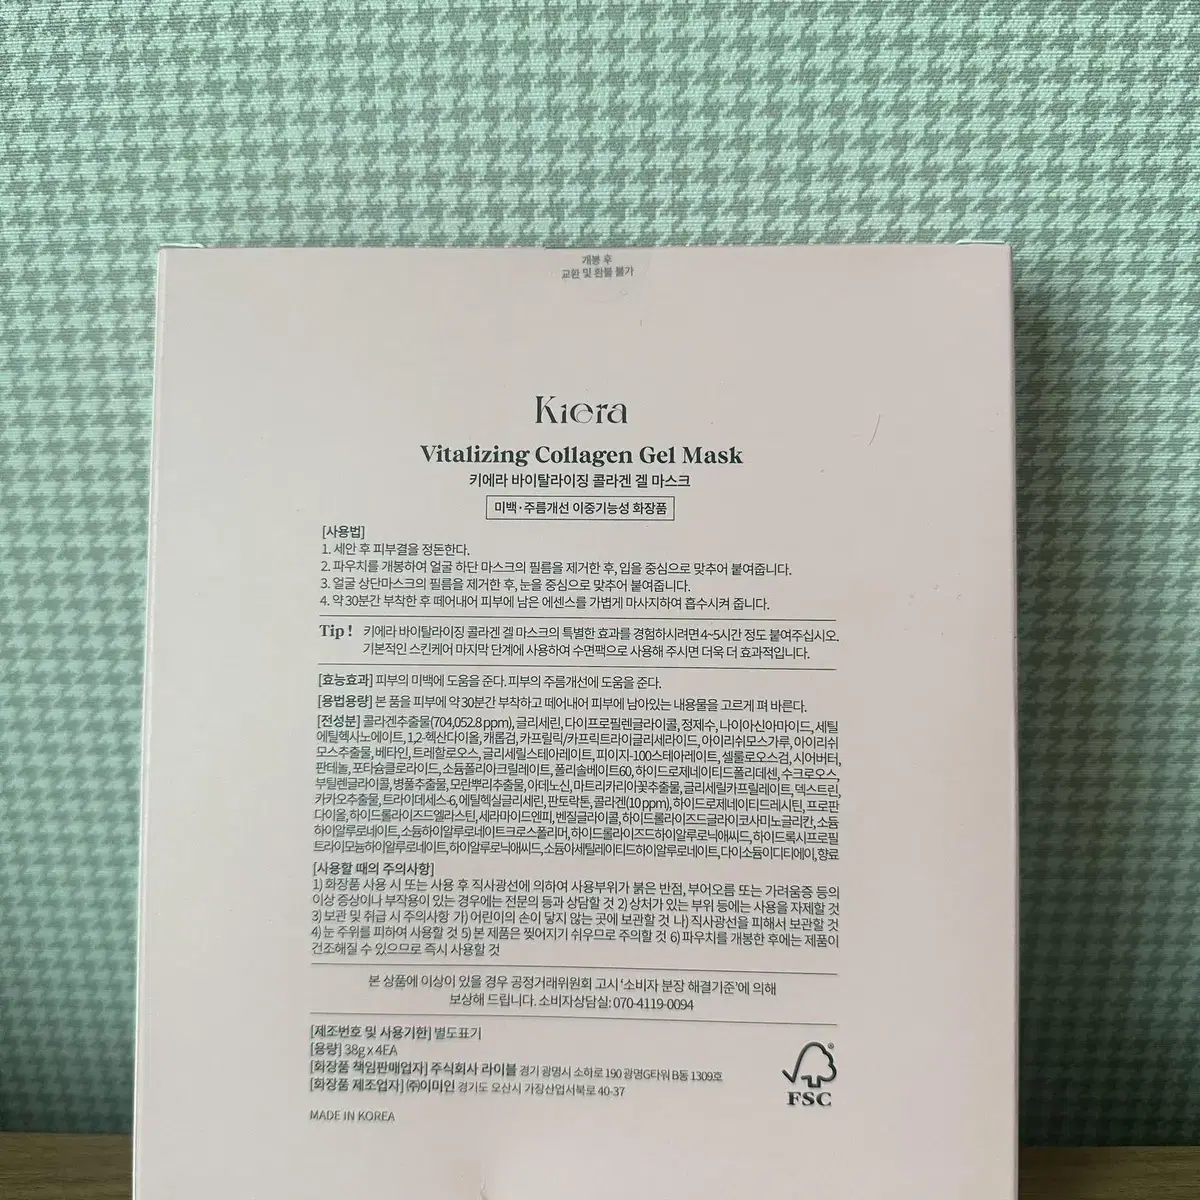 개봉 후
교환 및 환불 불가
Kiera
Vitalizing Collagen Gel Mask
키에라 바이탈라이징 콜라겐 겔 마스크
미백·주름개선 이중기능성 화장품
[사용법]
1. 세안 후 피부결을 정돈한다.
2. 파우치를 개봉하여 얼굴 하단 마스크의 필름을 제거한 후, 입을 중심으로 맞추어 붙여줍니다.
3. 얼굴 상단마스크의 필름을 제거한 후, 눈을 중심으로 맞추어 붙여줍니다.
4. 약 30분간 부착한 후 떼어내어 피부에 남은 에센스를 가볍게 마사지하여 흡수시켜 줍니다.
Tip! 키에라 바이탈라이징 콜라겐 겔 마스크의 특별한 효과를 경험하시려면 4~5시간 정도 붙여주십시오.
기본적인 스킨케어 마지막 단계에 사용하여 수면팩으로 사용해 주시면 더욱 더 효과적입니다.
[효능효과] 피부의 미백에 도움을 준다. 피부의 주름개선에 도움을 준다.
[용법용량] 본 품을 피부에 약 30분간 부착하고 떼어내어 피부에 남아있는 내용물을 고르게 펴 바른다.
[전성분] 콜라겐추출물(704,052.8 ppm), 글리세린, 다이프로필렌글라이콜, 정제수, 나이아신아마이드, 세틸
에틸헥사노에이트, 1,2-헥산다이올, 캐롭검, 카프릴릭/카프릭트라이글리세라이드, 아이리쉬모스가루, 아이리쉬
모스추출물, 베타인, 트레할로오스, 글리세릴스테아레이트, 피이지-100스테아레이트, 셀룰로오스검, 시어버터,
판테놀, 포타슘클로라이드, 소듐폴리아크릴레이트, 폴리솔베이트60, 하이드로제네이티드폴리데센, 수크로오스,
부틸렌글라이콜, 병풀추출물, 모란뿌리추출물, 아데노신, 마트리카리아꽃추출물, 글리세릴카프릴레이트, 덱스트린,
카카오추출물, 트라이데세스-6, 에틸헥실글리세린, 판토락톤, 콜라겐(10 ppm), 하이드로제네이티드레시틴, 프로판
다이올, 하이드롤라이즈드엘라스틴, 세라마이드엔피, 벤질글라이콜, 하이드롤라이즈드글라이코사미노글리칸, 소듐
하이알루로네이트, 소듐하이알루로네이트크로스폴리머, 하이드롤라이즈드하이알루로닉애씨드, 하이드록시프로필
트라이모늄하이알루로네이트, 하이알루로닉애씨드, 소듐아세틸레이티드하이알루로네이트, 다이소듐이디티에이, 향료
[사용할 때의 주의사항]
1) 화장품 사용 시 또는 사용 후 직사광선에 의하여 사용부위가 붉은 반점, 부어오름 또는 가려움증 등의
이상 증상이나 부작용이 있는 경우에는 전문의 등과 상담할 것 2) 상처가 있는 부위 등에는 사용을 자제할 것
3) 보관 및 취급 시 주의사항 가) 어린이의 손이 닿지 않는 곳에 보관할 것 나) 직사광선을 피해서 보관할 것
4) 눈 주위를 피하여 사용할 것 5) 본 제품은 찢어지기 쉬우므로 주의할 것 6) 파우치를 개봉한 후에는 제품이
건조해질 수 있으므로 즉시 사용할 것
본 상품에 이상이 있을 경우 공정거래위원회 고시 '소비자 분장 해결기준'에 의해
보상해 드립니다. 소비자상담실: 070-4119-0094
[제조번호 및 사용기한] 별도표기
[용량] 38g x 4EA
[화장품 책임판매업자] 주식회사 라이블 경기 광명시 소하로 190 광명G타워 B동 1309호
[화장품 제조업자] (주)이미인 경기도 오산시 가장산업서북로 40-37
MADE IN KOREA
FSC